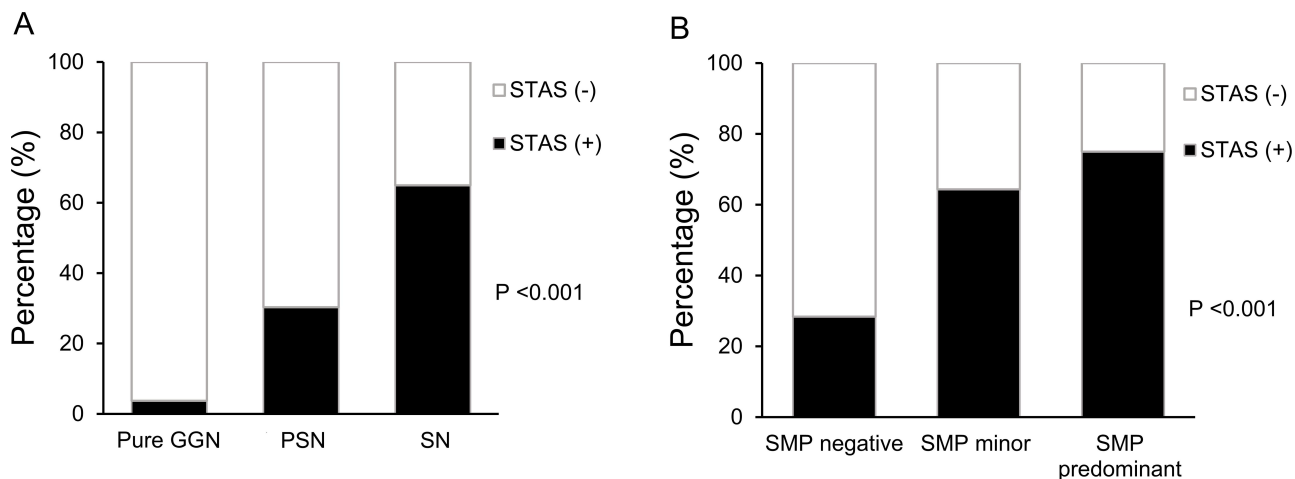 A
Percentage (%)
100
80
60
40
20
0
Pure GGN
PSN
SN
STAS (-)
STAS (+)
P <0.001
B
Percentage (%)
100
80
60
40
20
0
SMP negative
SMP minor
SMP
predominant
STAS (-)
STAS (+)
P <0.001